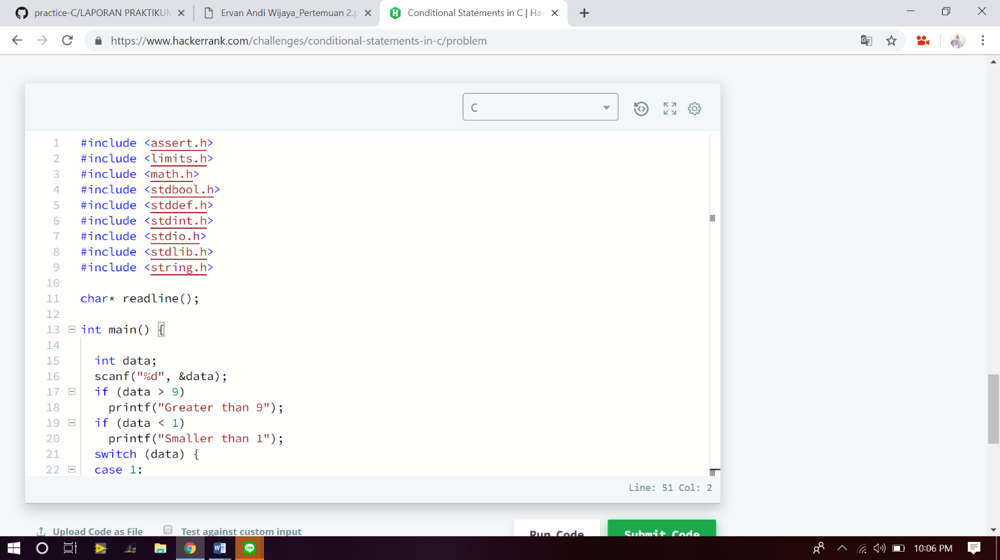 practice-C/LAPORAN PRAKTIKUM
Ervan Andi Wijaya_Pertemuan 2.p
Conditional Statements in C | Hac
https://www.hackerrank.com/challenges/conditional-statements-in-c/problem
C
1 #include <assert.h>
2 #include <limits.h>
3 #include <math.h>
4 #include <stdbool.h>
5 #include <stddef.h>
6 #include <stdint.h>
7 #include <stdio.h>
8 #include <stdlib.h>
9 #include <string.h>
10
11 char* readline();
12
13 int main() {
14
15 int data;
16 scanf("%d", &data);
17 if (data > 9)
18 printf("Greater than 9");
19 if (data < 1)
20 printf("Smaller than 1");
21 switch (data) {
22 case 1:
Line: 51 Col: 2
Upload Code as File
Test against custom input
Run Code
Submit Code
10:06 PM